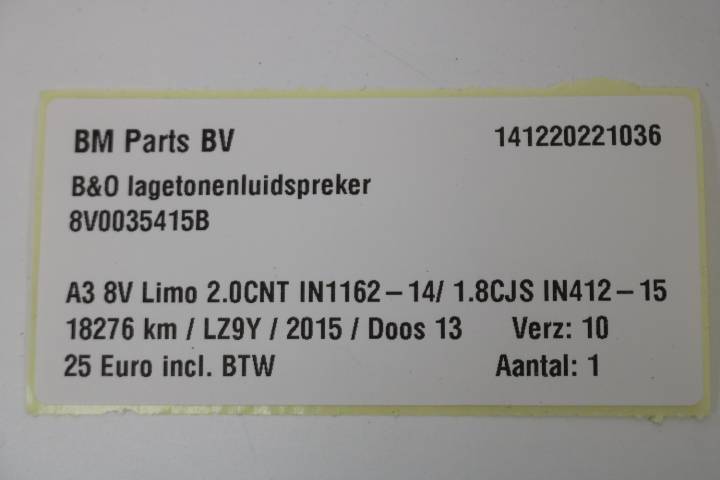 BM Parts BV 141220221036
B&O lagetonenluidspreker
8V0035415B
A3 8V Limo 2.0CNT IN1162-14/ 1.8CJS IN412-15
18276 km / LZ9Y / 2015 / Doos 13 Verz: 10
25 Euro incl. BTW Aantal: 1